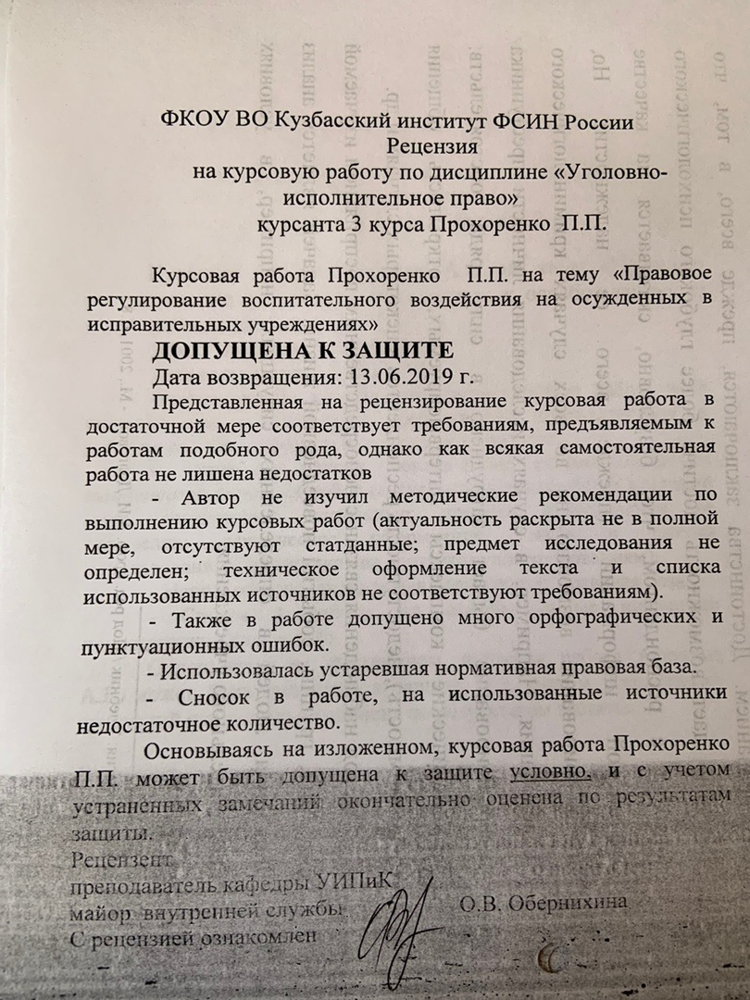 ФКОУ ВО Кузбасский институт ФСИН России
Рецензия
на курсовую работу по дисциплине «Уголовно-
исполнительное право»
курсанта 3 курса Прохоренко П.П.
Курсовая работа Прохоренко П.П. на тему «Правовое
регулирование воспитательного воздействия на осужденных в
исправительных учреждениях»
ДОПУЩЕНА К ЗАЩИТЕ
Дата возвращения: 13.06.2019 г.
Представленная на рецензирование курсовая работа в
достаточной мере соответствует требованиям, предъявляемым к
работам подобного рода, однако как всякая самостоятельная
работа не лишена недостатков
- Автор не изучил методические рекомендации по
выполнению курсовых работ (актуальность раскрыта не в полной
мере, отсутствуют статданные; предмет исследования не
определен; техническое оформление текста и списка
использованных источников не соответствуют требованиям).
- Также в работе допущено много орфографических и
пунктуационных ошибок.
- Использовалась устаревшая нормативная правовая база.
- Сносок в работе, на использованные источники
недостаточное количество.
Основываясь на изложенном, курсовая работа Прохоренко
П.П. может быть допущена к защите условно, и с учетом
устраненных замечаний окончательно оценена по результатам
защиты.
Рецензент
преподаватель кафедры УИПиК
майор внутренней службы О.В. Обернихина
С рецензией ознакомлен